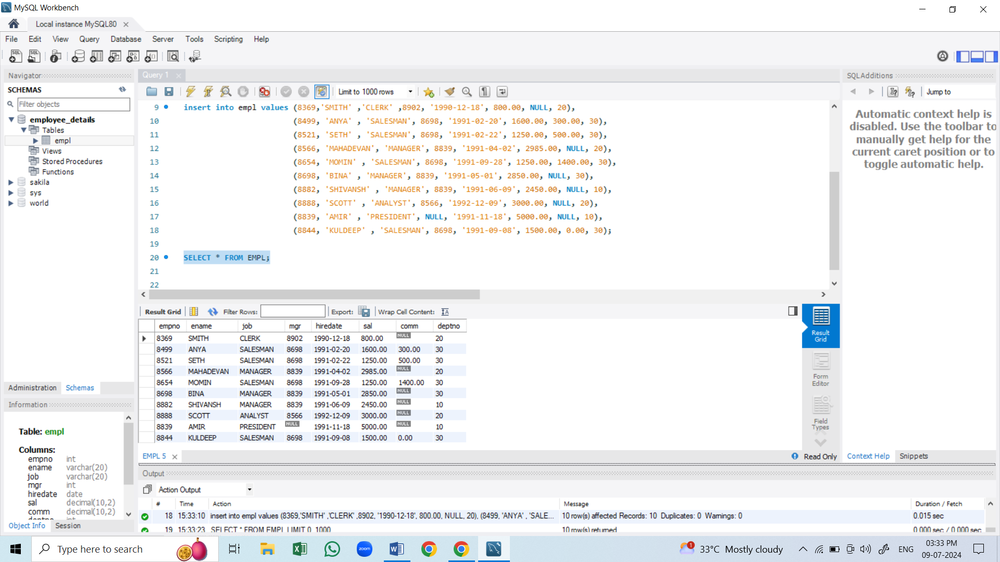 MySQL Workbench
Local instance MySQL80
File Edit View Query Database Server Tools Scripting Help
Navigator
SCHEMAS
Filter objects
employee_details
Tables
empl
Views
Stored Procedures
Functions
sakila
sys
world
Administration Schemas
Information
Table: empl
Columns:
empno int
ename varchar(20)
job varchar(20)
mgr int
hiredate date
sal decimal(10,2)
comm decimal(10,2)
deptno int
Object Info Session
Query 1
Limit to 1000 rows
9 insert into empl values (8369,'SMITH' ,'CLERK' ,8902, '1990-12-18', 800.00, NULL, 20),
10 (8499, 'ANYA' , 'SALESMAN', 8698, '1991-02-20', 1600.00, 300.00, 30),
11 (8521, 'SETH' , 'SALESMAN', 8698, '1991-02-22', 1250.00, 500.00, 30),
12 (8566, 'MAHADEVAN', 'MANAGER', 8839, '1991-04-02', 2985.00, NULL, 20),
13 (8654, 'MOMIN' , 'SALESMAN', 8698, '1991-09-28', 1250.00, 1400.00, 30),
14 (8698, 'BINA' , 'MANAGER', 8839, '1991-05-01', 2850.00, NULL, 30),
15 (8882, 'SHIVANSH' , 'MANAGER', 8839, '1991-06-09', 2450.00, NULL, 10),
16 (8888, 'SCOTT' , 'ANALYST', 8566, '1992-12-09', 3000.00, NULL, 20),
17 (8839, 'AMIR' , 'PRESIDENT', NULL, '1991-11-18', 5000.00, NULL, 10),
18 (8844, 'KULDEEP' , 'SALESMAN', 8698, '1991-09-08', 1500.00, 0.00, 30);
19
20 SELECT * FROM EMPL;
21
22
Result Grid Filter Rows: Export: Wrap Cell Content:
empno ename job mgr hiredate sal comm deptno
8369 SMITH CLERK 8902 1990-12-18 800.00 NULL 20
8499 ANYA SALESMAN 8698 1991-02-20 1600.00 300.00 30
8521 SETH SALESMAN 8698 1991-02-22 1250.00 500.00 30
8566 MAHADEVAN MANAGER 8839 1991-04-02 2985.00 NULL 20
8654 MOMIN SALESMAN 8698 1991-09-28 1250.00 1400.00 30
8698 BINA MANAGER 8839 1991-05-01 2850.00 NULL 30
8882 SHIVANSH MANAGER 8839 1991-06-09 2450.00 NULL 10
8888 SCOTT ANALYST 8566 1992-12-09 3000.00 NULL 20
8839 AMIR PRESIDENT NULL 1991-11-18 5000.00 NULL 10
8844 KULDEEP SALESMAN 8698 1991-09-08 1500.00 0.00 30
Result
Grid
Form
Editor
Field
Types
EMPL 5
Read Only
SQLAdditions
Jump to
Automatic context help is
disabled. Use the toolbar to
manually get help for the
current caret position or to
toggle automatic help.
Context Help Snippets
Output
Action Output
# Time Action Message Duration / Fetch
18 15:33:10 insert into empl values (8369,'SMITH' ,'CLERK' ,8902, '1990-12-18', 800.00, NULL, 20), (8499, 'ANYA' , 'SALE... 10 row(s) affected Records: 10 Duplicates: 0 Warnings: 0 0.015 sec
19 15:33:23 SELECT * FROM EMPL LIMIT 0, 1000 10 row(s) returned 0.000 sec / 0.000 sec
Type here to search
zoom
1
33°C Mostly cloudy
ENG
03:33 PM
09-07-2024